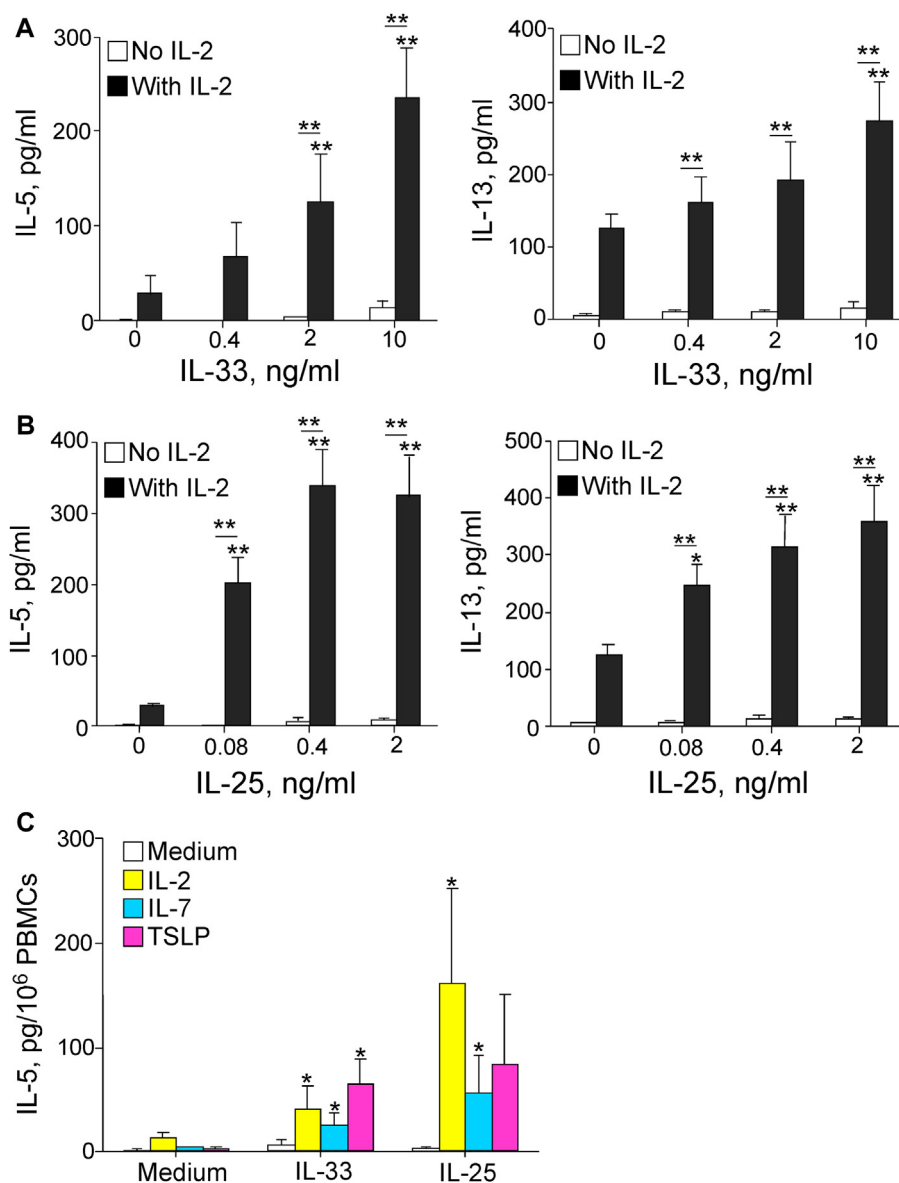 A
300
200
100
0
IL-5, pg/ml
No IL-2
With IL-2
**
**
**
**
0 0.4 2 10
IL-33, ng/ml
400
300
200
100
0
IL-13, pg/ml
No IL-2
With IL-2
**
**
**
**
0 0.4 2 10
IL-33, ng/ml
B
400
300
200
100
0
IL-5, pg/ml
No IL-2
With IL-2
**
**
**
**
**
**
0 0.08 0.4 2
IL-25, ng/ml
500
400
300
200
100
0
IL-13, pg/ml
No IL-2
With IL-2
**
*
**
**
**
**
0 0.08 0.4 2
IL-25, ng/ml
C
300
200
100
0
IL-5, pg/10⁶ PBMCs
Medium
IL-2
IL-7
TSLP
*
*
*
*
*
Medium IL-33 IL-25